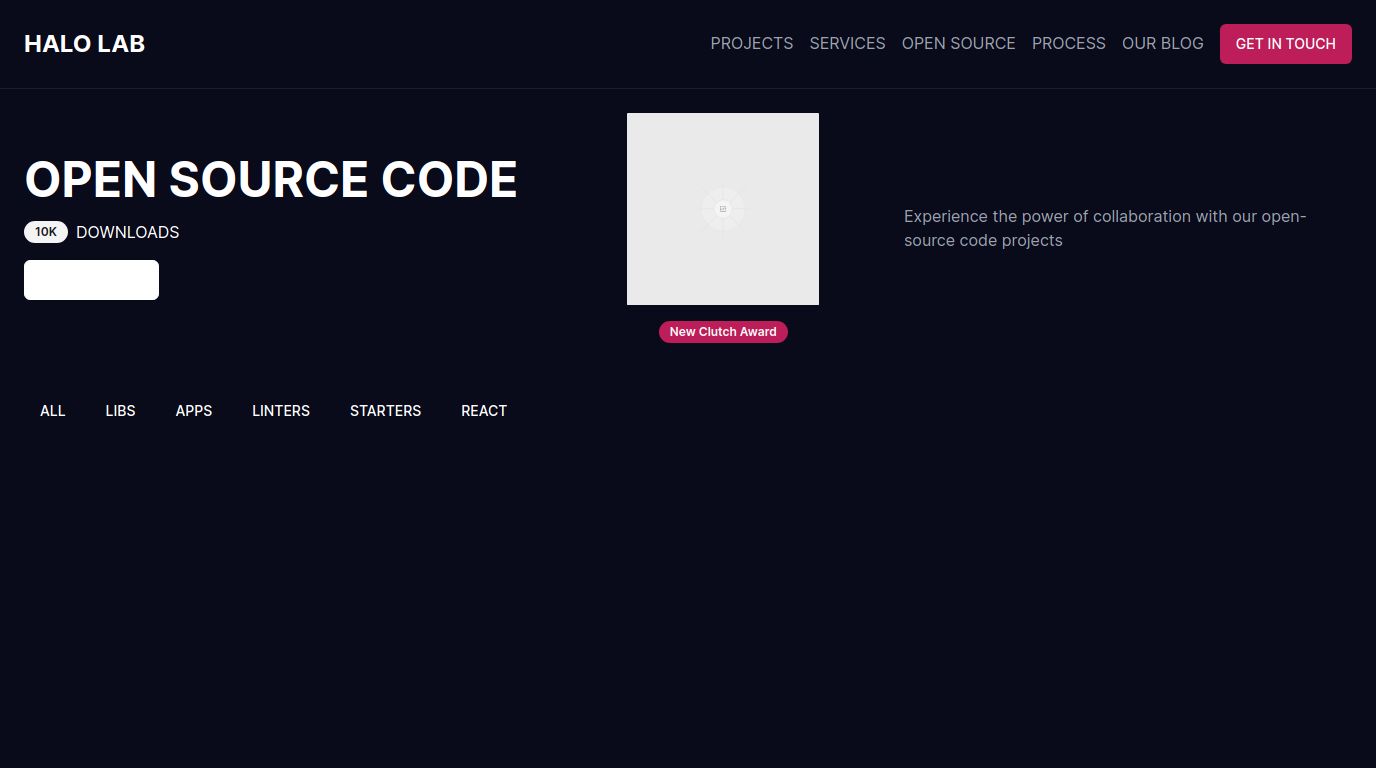 HALO LAB
PROJECTS SERVICES OPEN SOURCE PROCESS OUR BLOG GET IN TOUCH
OPEN SOURCE CODE
10K DOWNLOADS
New Clutch Award
Experience the power of collaboration with our open-
source code projects
ALL LIBS APPS LINTERS STARTERS REACT